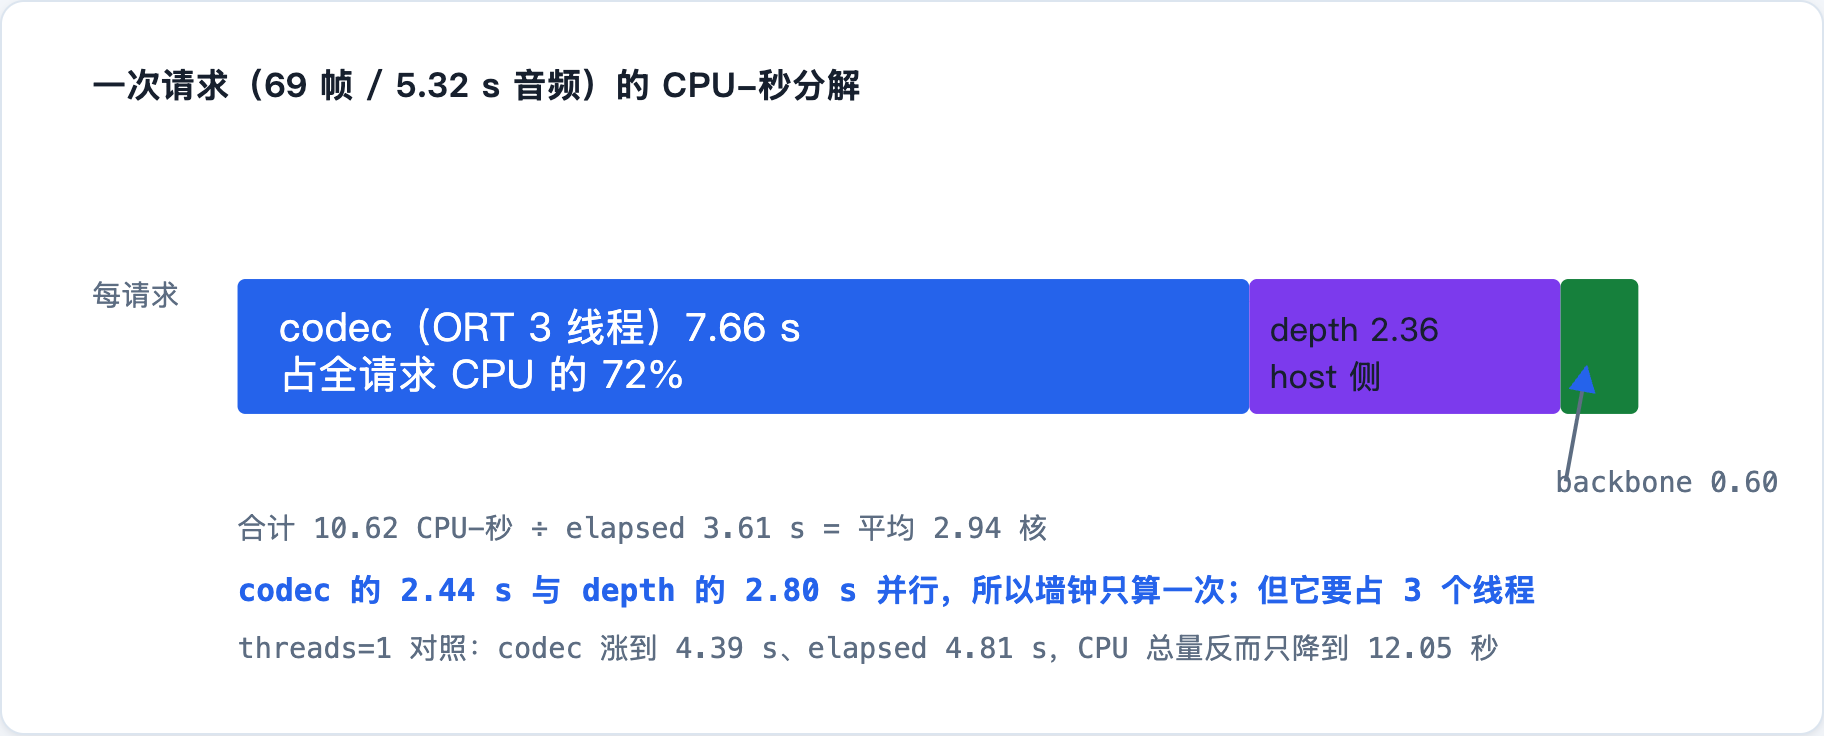 一次请求（69 帧 / 5.32 s 音频）的 CPU-秒分解
每请求
codec（ORT 3 线程）7.66 s
占全请求 CPU 的 72%
depth 2.36
host 侧
backbone 0.60
合计 10.62 CPU-秒 ÷ elapsed 3.61 s = 平均 2.94 核
codec 的 2.44 s 与 depth 的 2.80 s 并行，所以墙钟只算一次；但它要占 3 个线程
threads=1 对照：codec 涨到 4.39 s、elapsed 4.81 s，CPU 总量反而只降到 12.05 秒